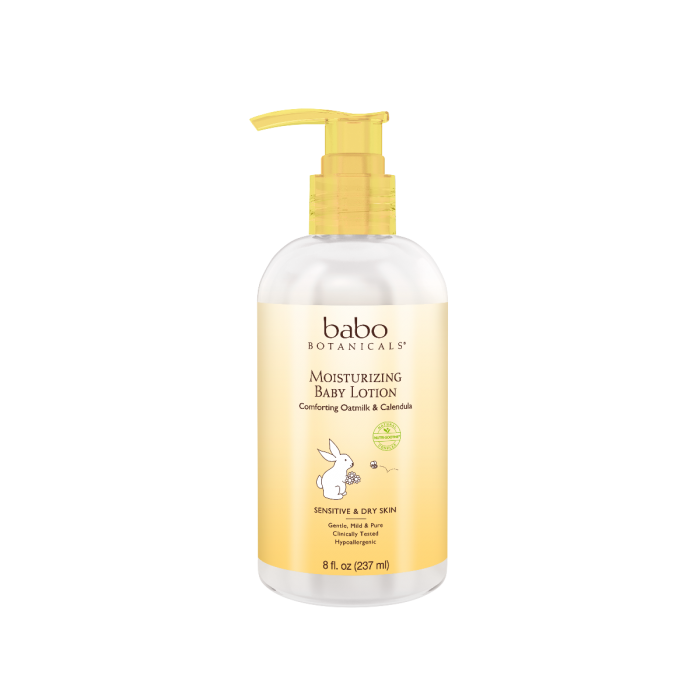 babo
BOTANICALS®
MOISTURIZING
BABY LOTION
Comforting Oatmilk & Calendula
SENSITIVE & DRY SKIN
Gentle, Mild & Pure
Clinically Tested
Hypoallergenic
8 fl. oz (237 ml)